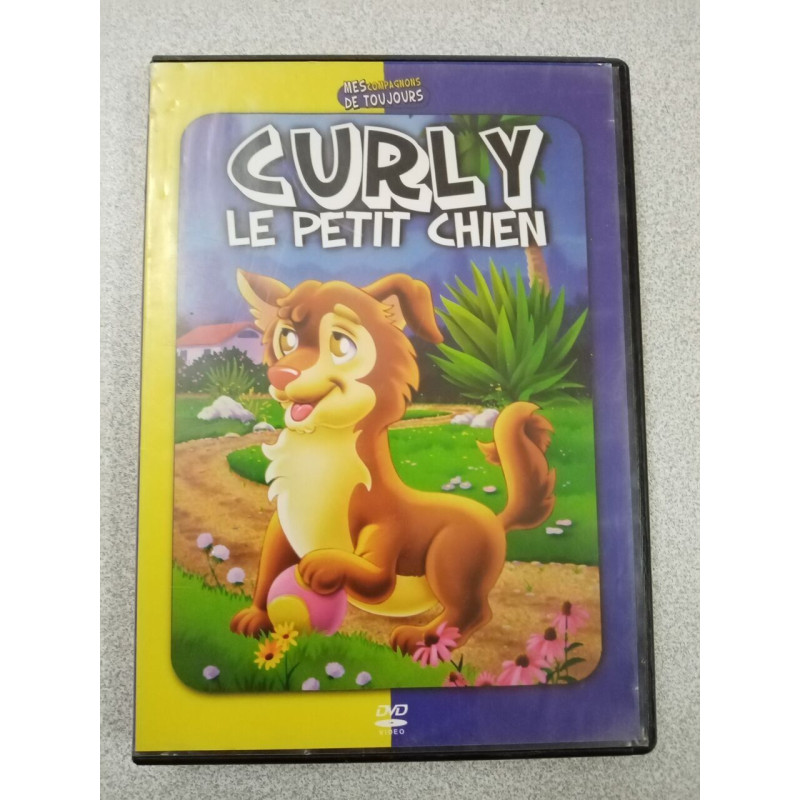 MES COMPAGNONS
DE TOUJOURS
CURLY
LE PETIT CHIEN
DVD
VIDEO